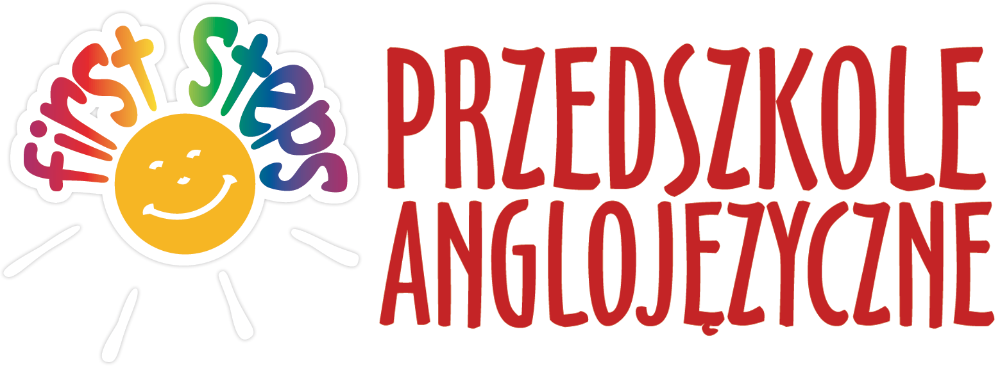 first steps
PRZEDSZKOLE
ANGLOJĘZYCZNE